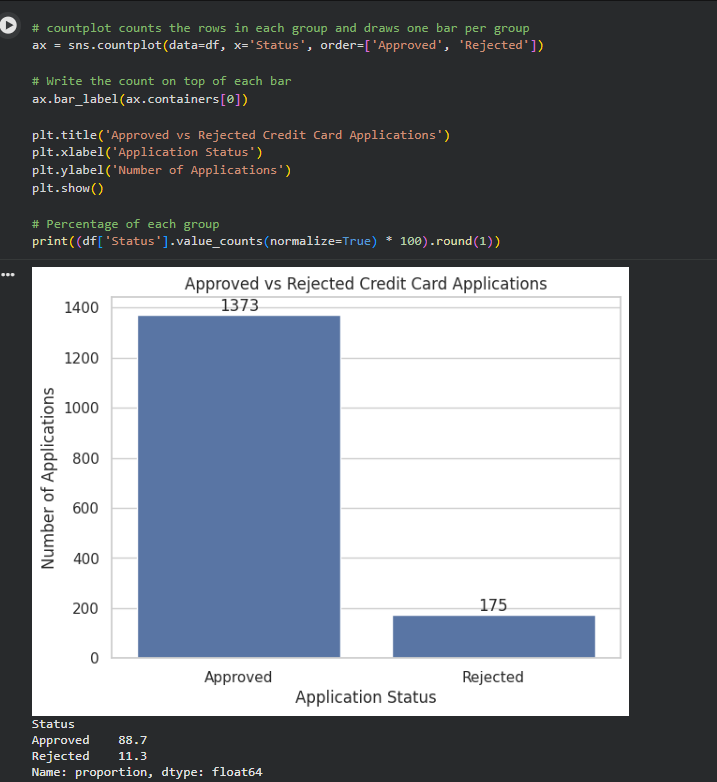 # countplot counts the rows in each group and draws one bar per group
ax = sns.countplot(data=df, x='Status', order=['Approved', 'Rejected'])
# Write the count on top of each bar
ax.bar_label(ax.containers[0])
plt.title('Approved vs Rejected Credit Card Applications')
plt.xlabel('Application Status')
plt.ylabel('Number of Applications')
plt.show()
# Percentage of each group
print((df['Status'].value_counts(normalize=True) * 100).round(1))
Approved vs Rejected Credit Card Applications
1373
1400
1200
1000
800
600
400
200
0
Number of Applications
175
Approved Rejected
Application Status
Status
Approved    88.7
Rejected    11.3
Name: proportion, dtype: float64